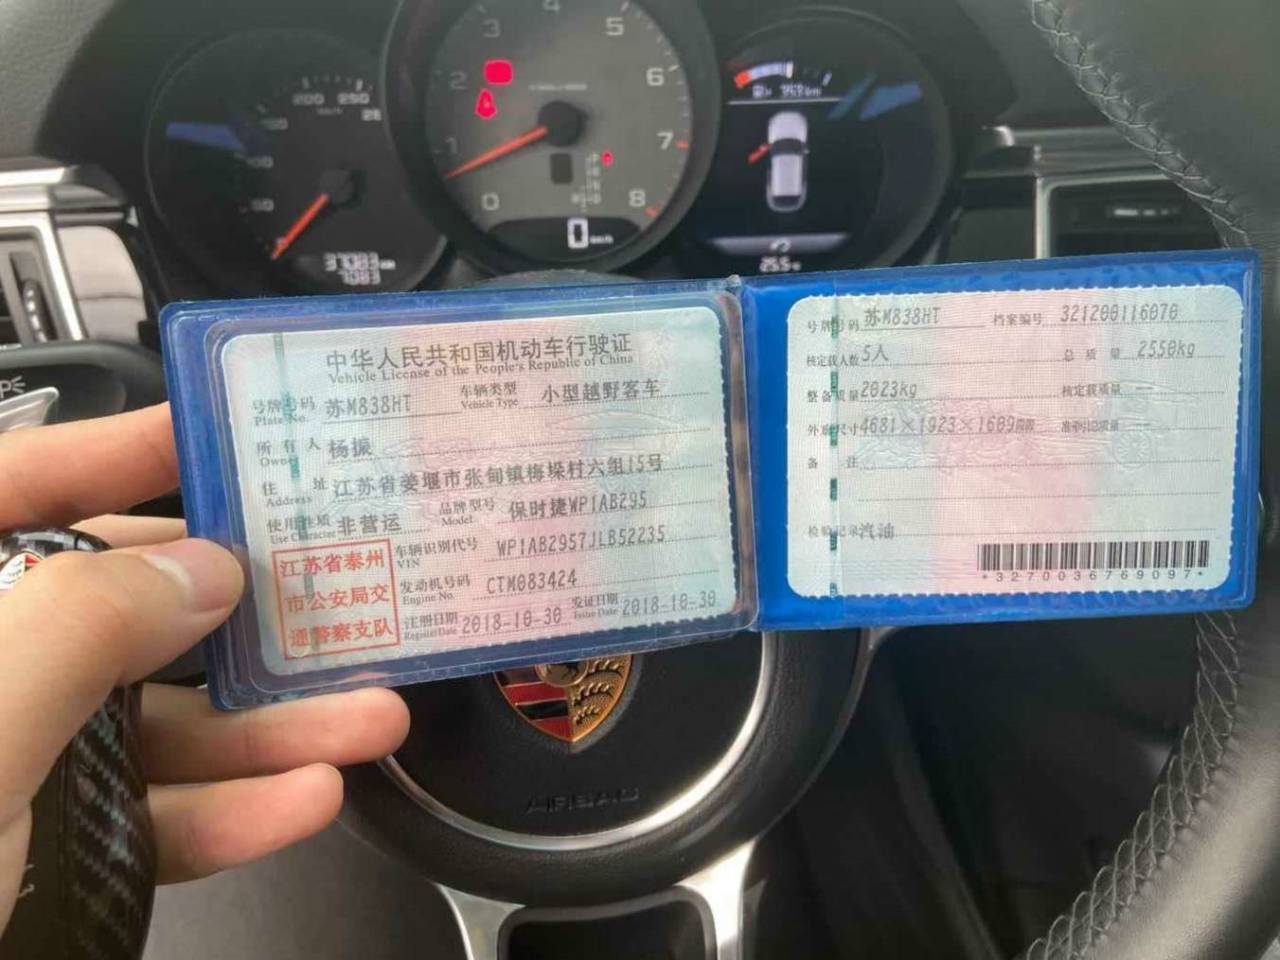 3
4
5
2
6
1
7
0
8
200 250
0 km/h
37083 km
7083
255
中华人民共和国机动车行驶证
Vehicle License of the People's Republic of China
号牌号码 苏M838HT 车辆类型 小型越野客车
Plate No. Vehicle Type
所有人 杨振
Owner
住址 江苏省姜堰市张甸镇梅垛村六组15号
Address
使用性质 非营运 品牌型号 保时捷WP1AB295
Use Character Model
江苏省泰州
市公安局交
通警察支队
车辆识别代号 WP1AB2957JLB52235
VIN
发动机号码 CTM083424
Engine No.
注册日期 2018-10-30 发证日期 2018-10-30
Register Date Issue Date
号牌号码 苏M838HT 档案编号 321200116070
核定载人数 5人 总质量 2550kg
整备质量 2023kg 核定载质量 --
外廓尺寸 4681×1923×1609mm 准牵引总质量 --
备注
检验记录 汽油
*3270036769097*
AIRBAG